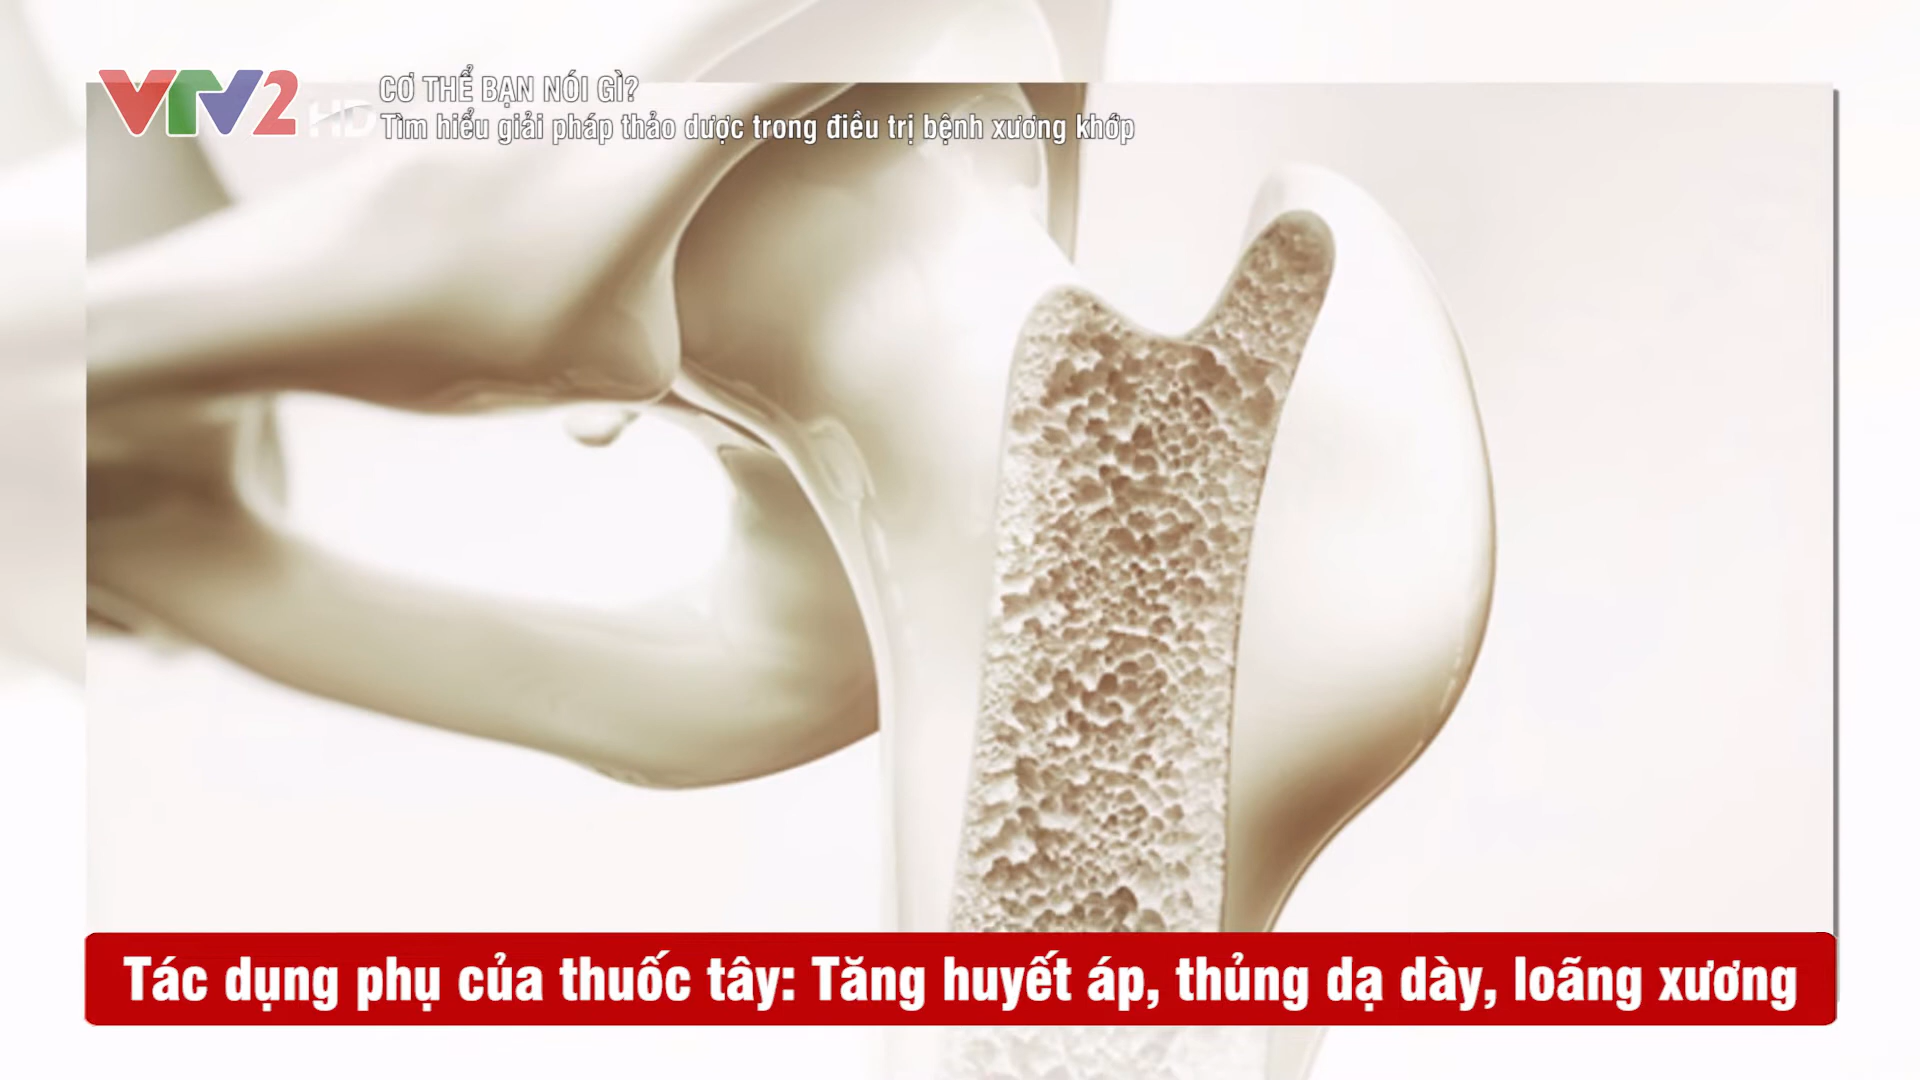 VTV2 HD
CƠ THỂ BẠN NÓI GÌ?
Tìm hiểu giải pháp thảo dược trong điều trị bệnh xương khớp
Tác dụng phụ của thuốc tây: Tăng huyết áp, thủng dạ dày, loãng xương